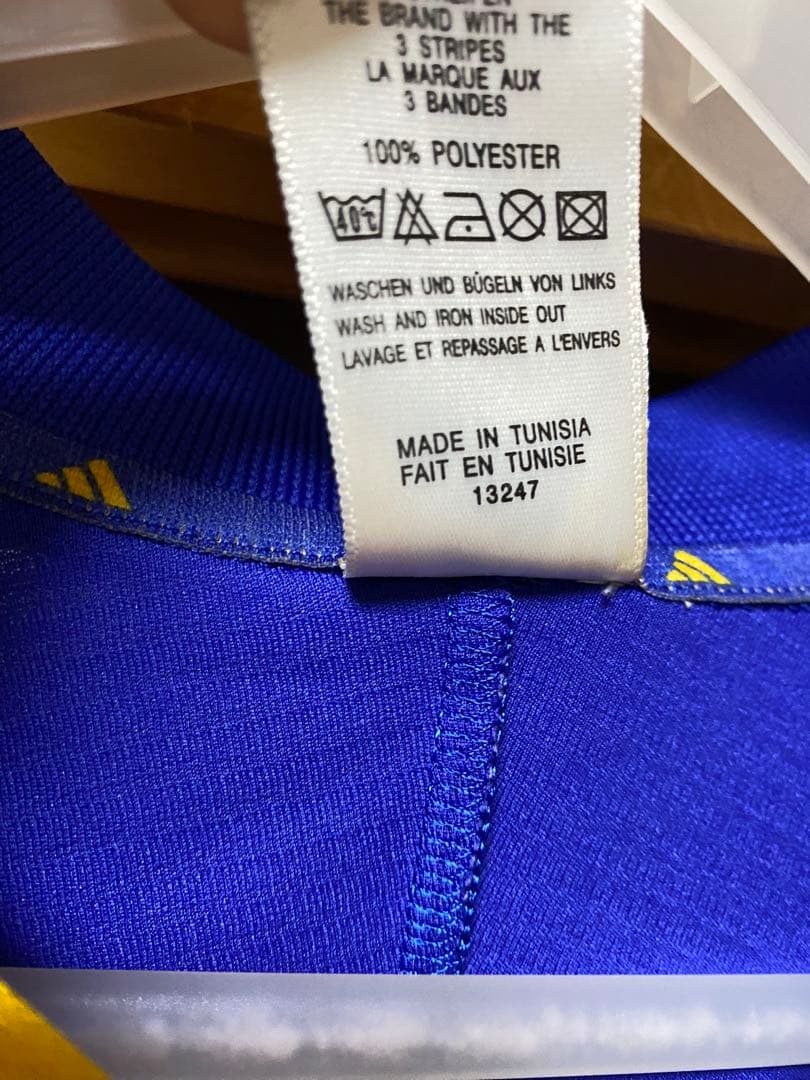 THE BRAND WITH THE
3 STRIPES
LA MARQUE AUX
3 BANDES
100% POLYESTER
40°C
WASCHEN UND BÜGELN VON LINKS
WASH AND IRON INSIDE OUT
LAVAGE ET REPASSAGE A L'ENVERS
MADE IN TUNISIA
FAIT EN TUNISIE
13247